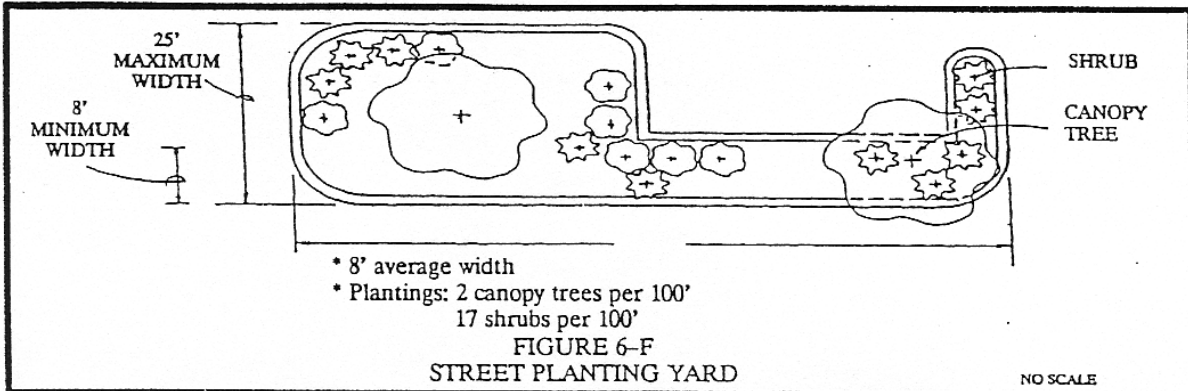 25'
MAXIMUM
WIDTH
8'
MINIMUM
WIDTH
SHRUB
CANOPY
TREE
* 8' average width
* Plantings: 2 canopy trees per 100'
17 shrubs per 100'
FIGURE 6-F
STREET PLANTING YARD
NO SCALE